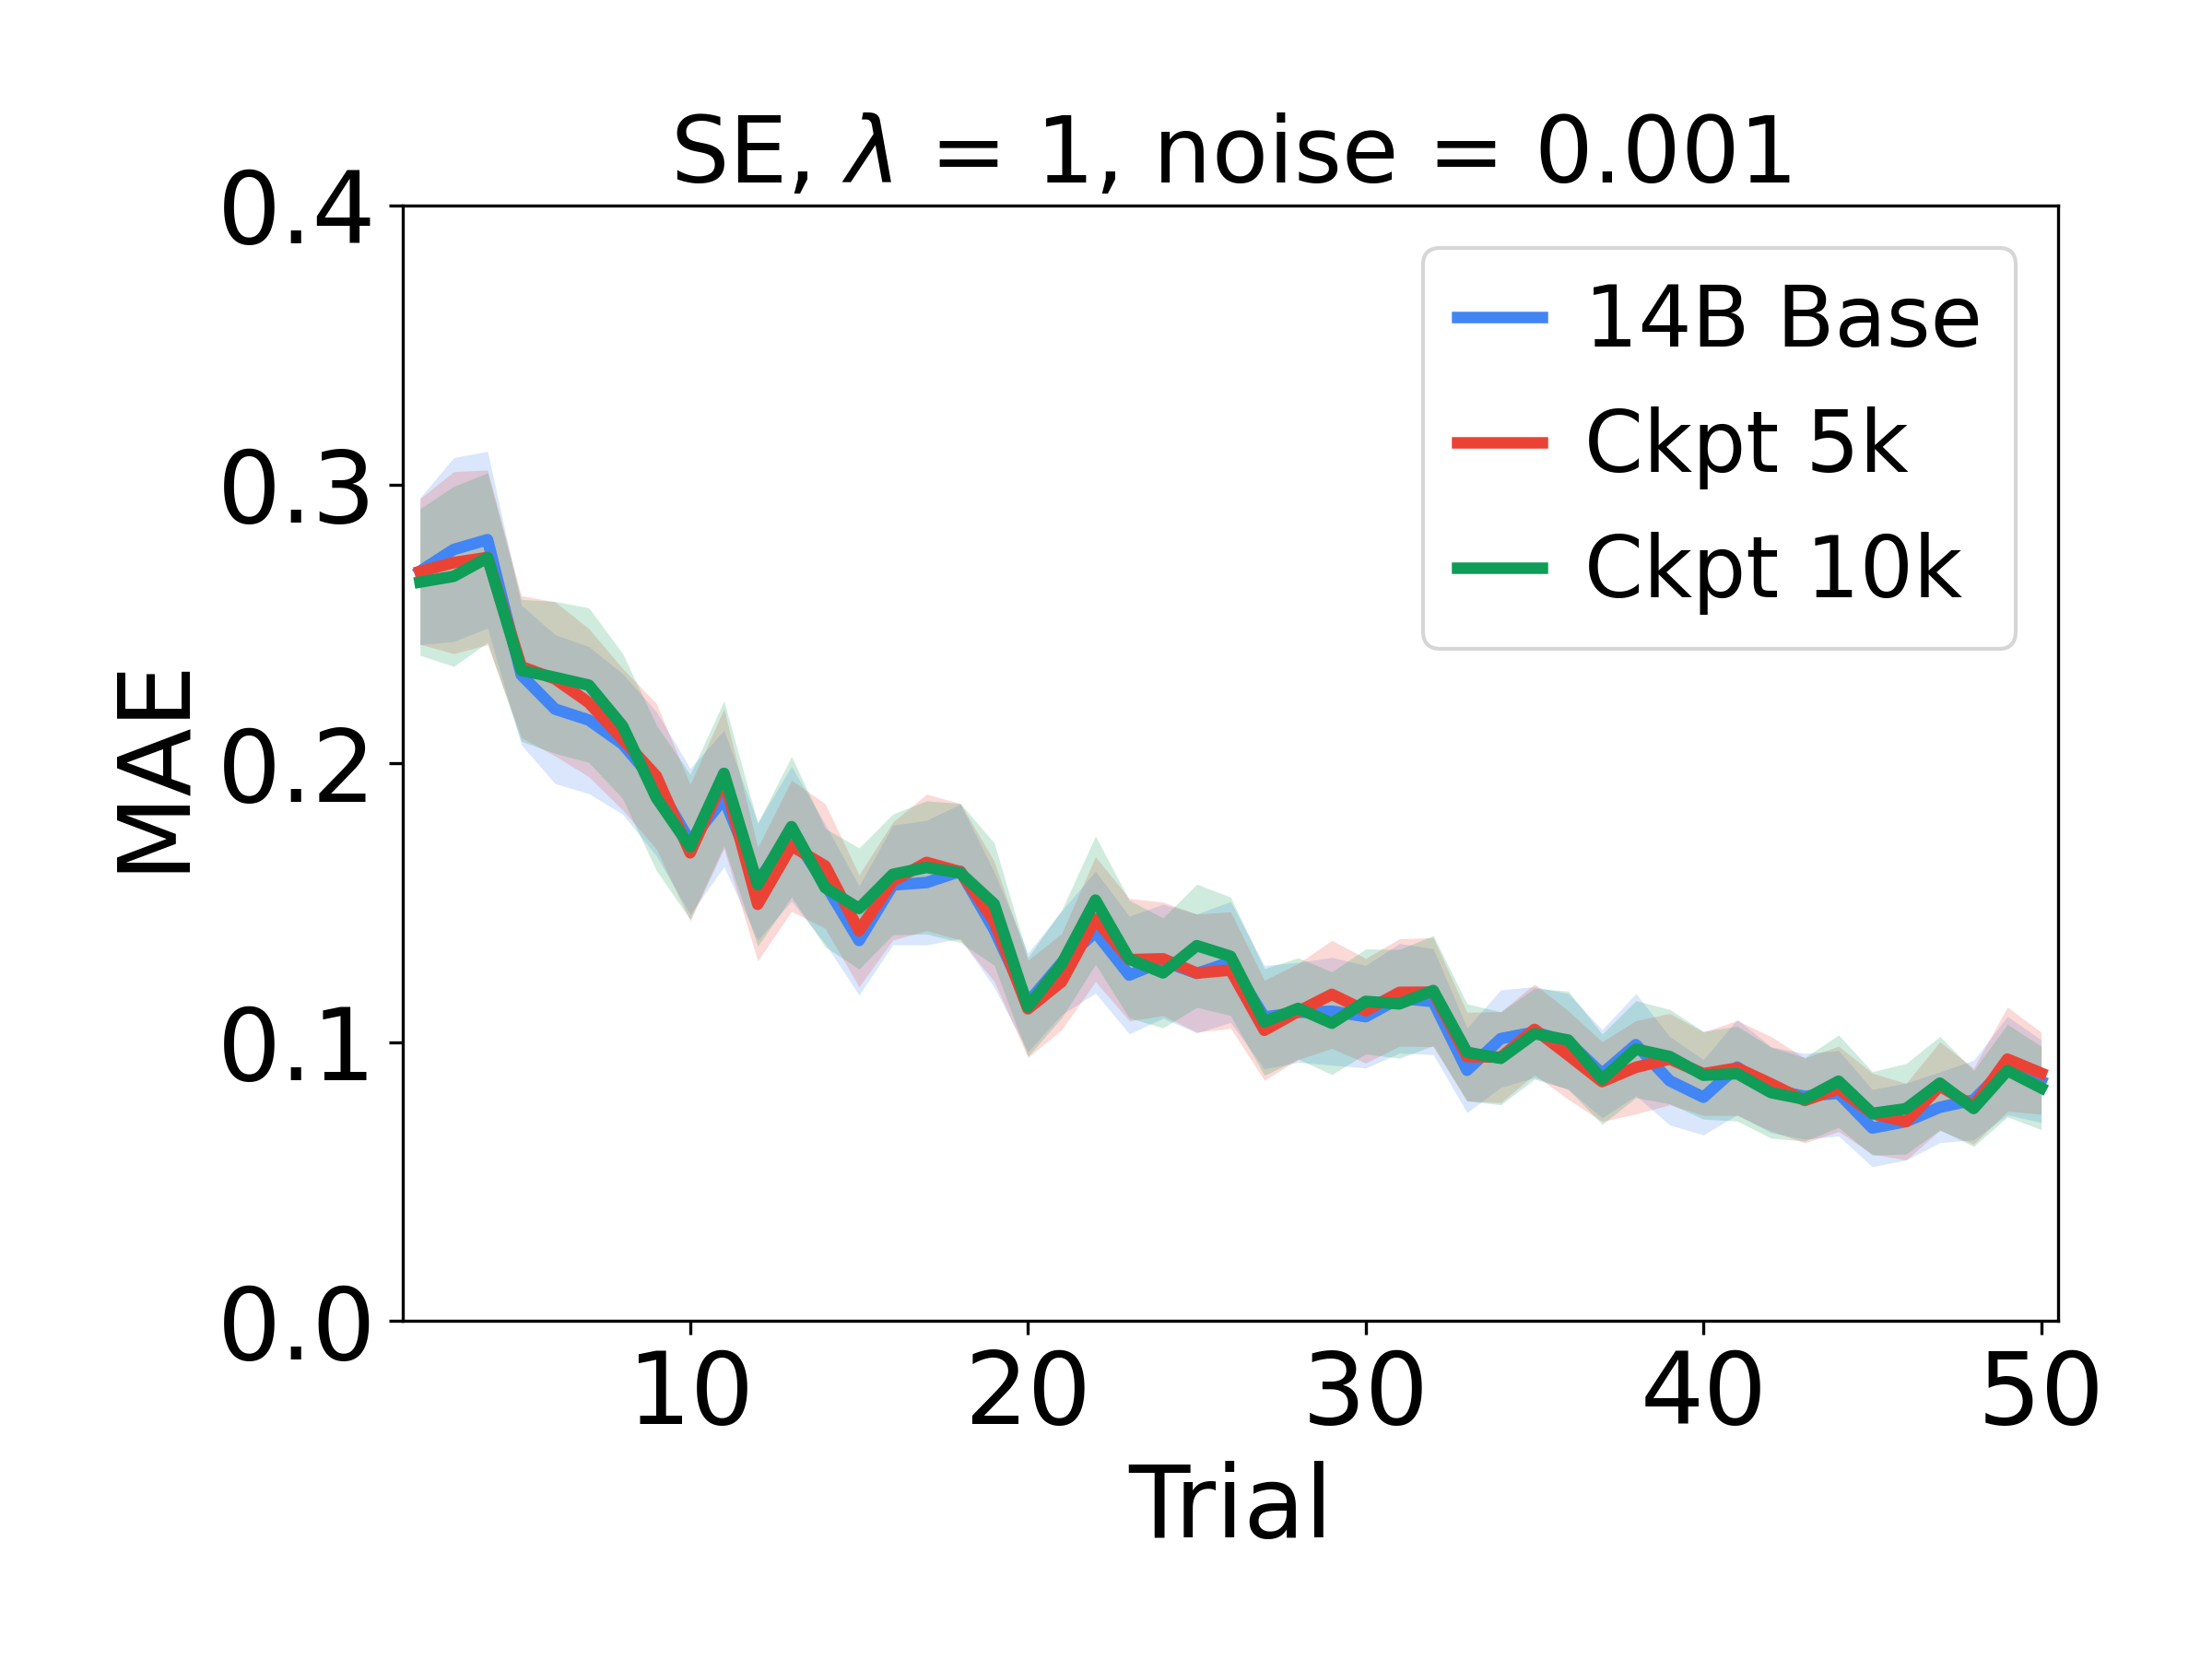 SE, λ = 1, noise = 0.001
0.4
0.3
0.2
0.1
0.0
MAE
14B Base
Ckpt 5k
Ckpt 10k
10 20 30 40 50
Trial